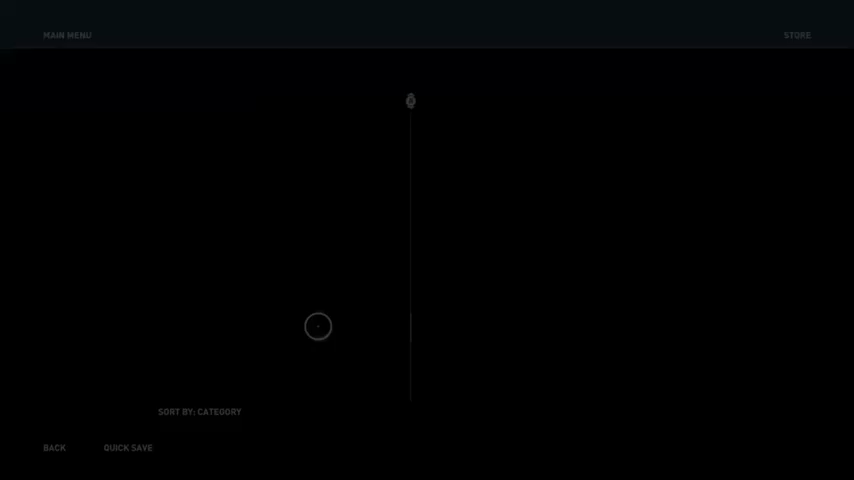 MAIN MENU
STORE
SORT BY: CATEGORY
BACK
QUICK SAVE